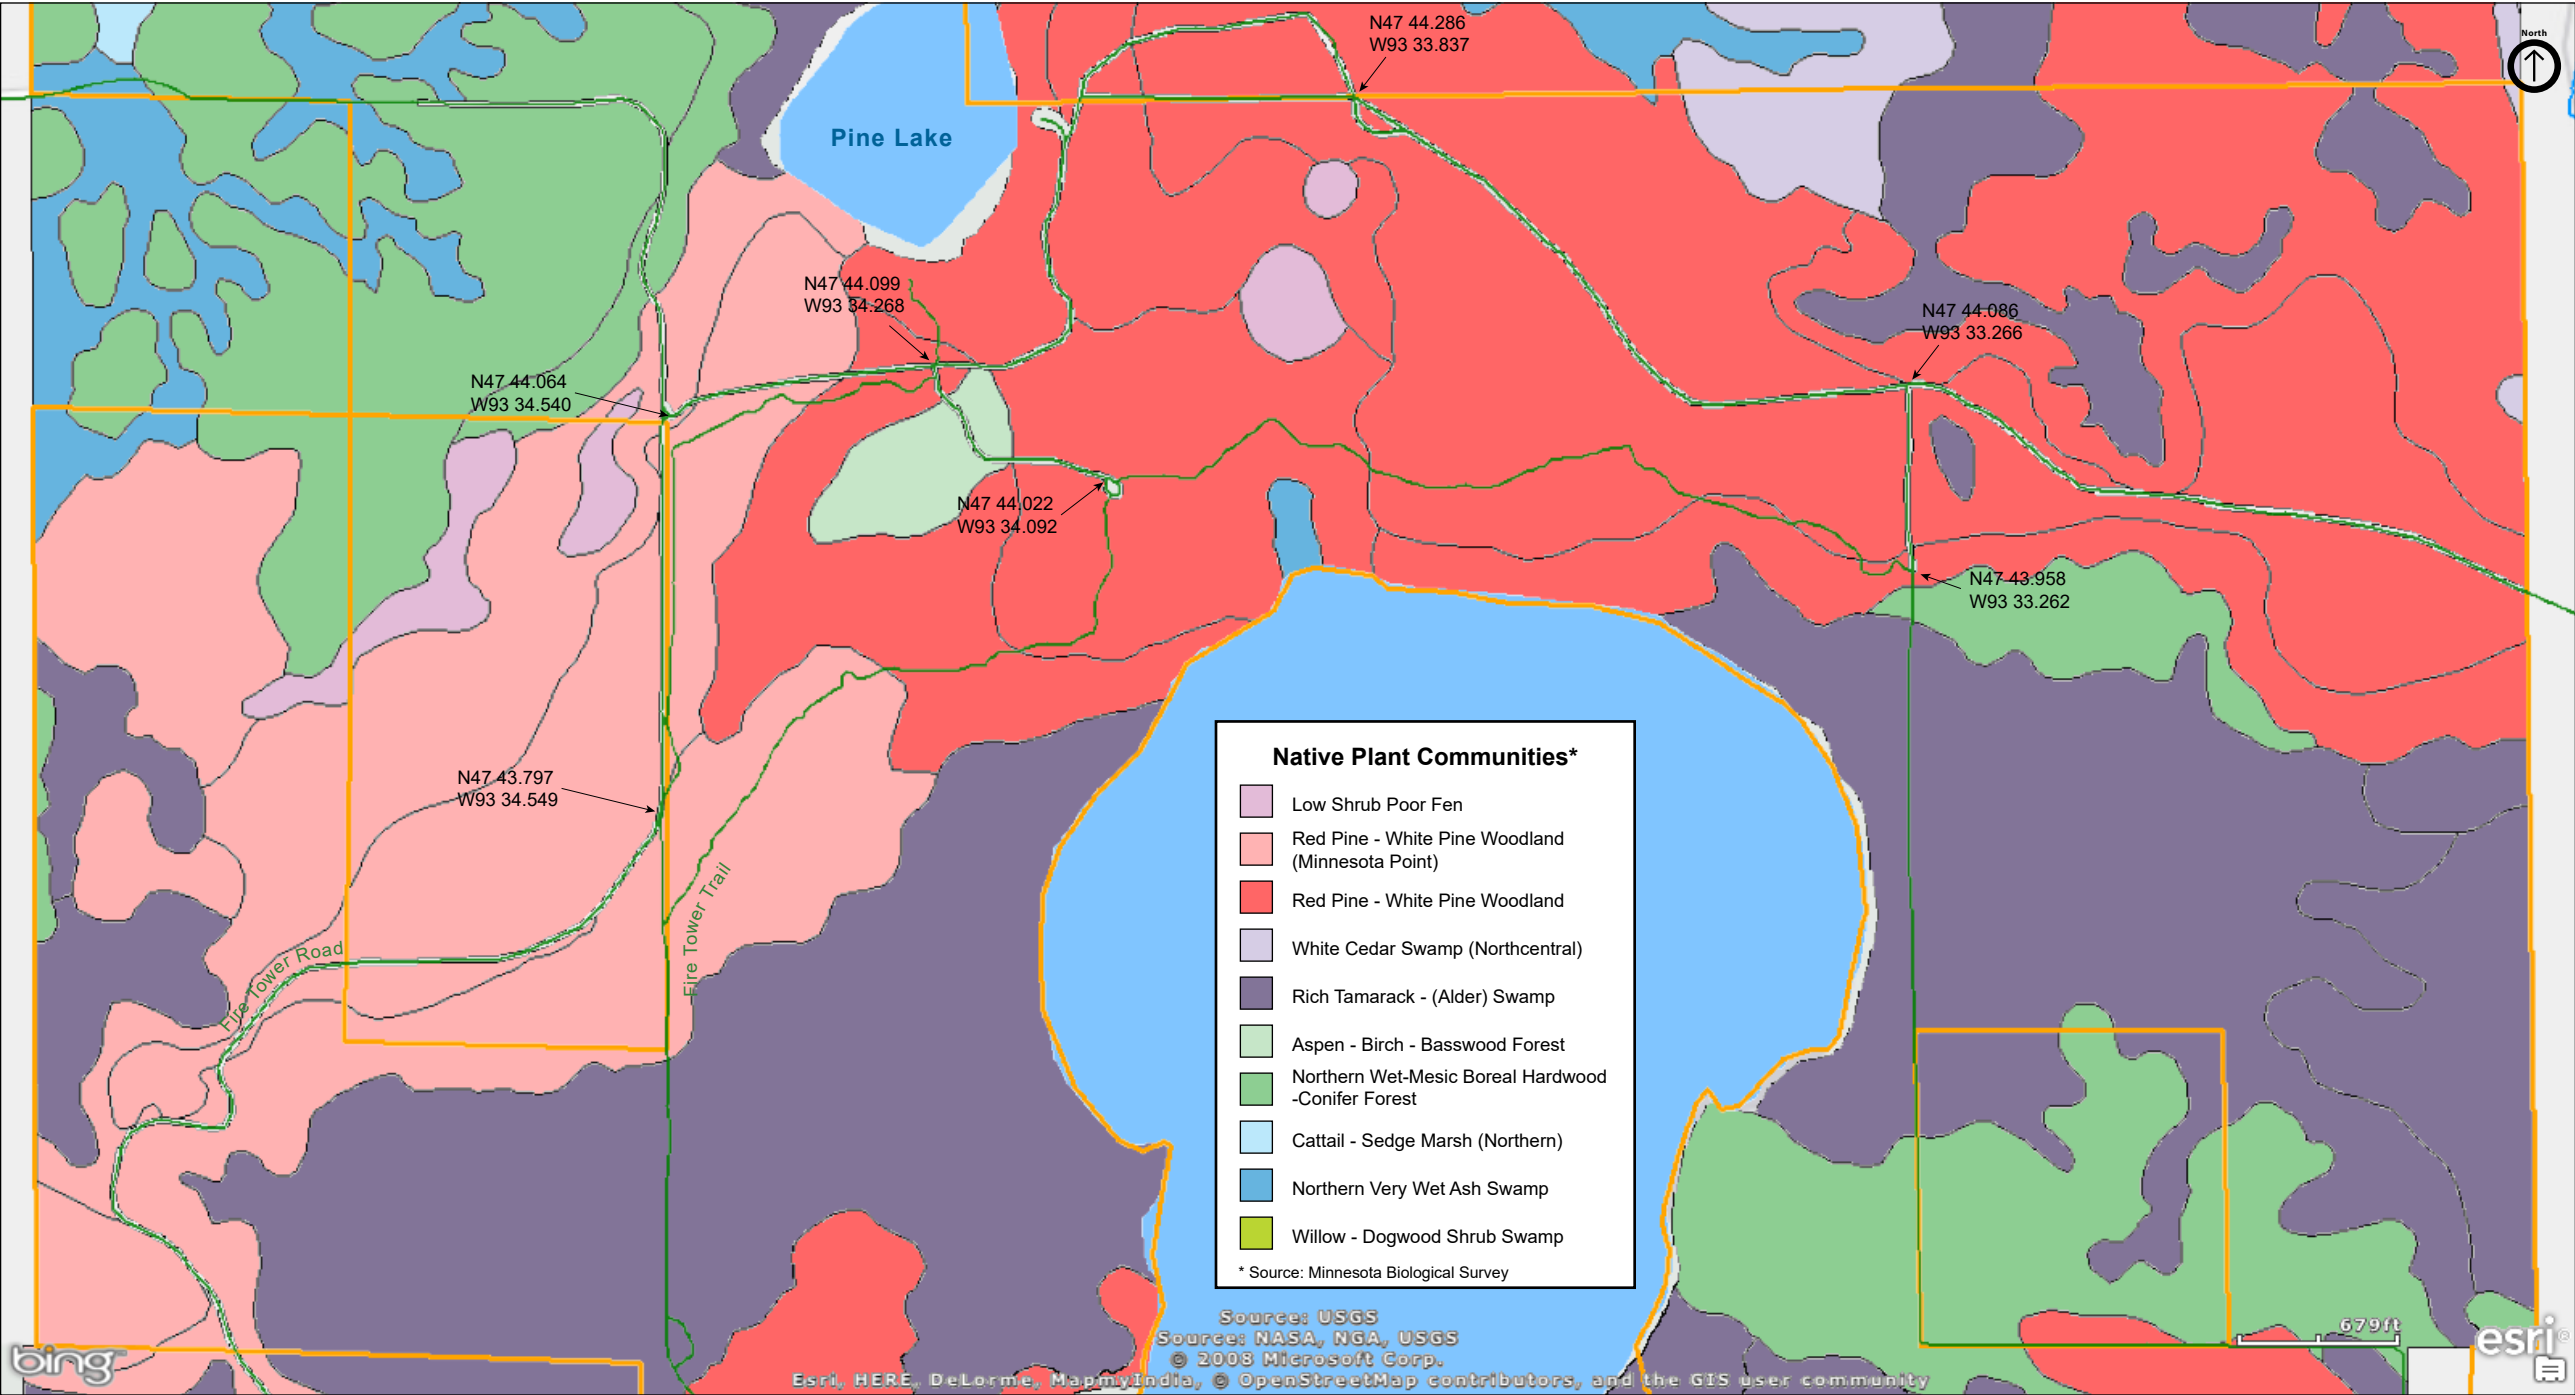 N47 44.286
W93 33.837
North
Pine Lake
N47 44.099
W93 34.268
N47 44.086
W93 33.266
N47 44.064
W93 34.540
N47 44.022
W93 34.092
N47 43.958
W93 33.262
N47 43.797
W93 34.549
Fire Tower Road
Fire Tower Trail
Native Plant Communities*
Low Shrub Poor Fen
Red Pine - White Pine Woodland
(Minnesota Point)
Red Pine - White Pine Woodland
White Cedar Swamp (Northcentral)
Rich Tamarack - (Alder) Swamp
Aspen - Birch - Basswood Forest
Northern Wet-Mesic Boreal Hardwood
-Conifer Forest
Cattail - Sedge Marsh (Northern)
Northern Very Wet Ash Swamp
Willow - Dogwood Shrub Swamp
* Source: Minnesota Biological Survey
Source: USGS
Source: NASA, NGA, USGS
© 2008 Microsoft Corp.
Esri, HERE, DeLorme, MapmyIndia, © OpenStreetMap contributors, and the GIS user community
679ft
bing
esri